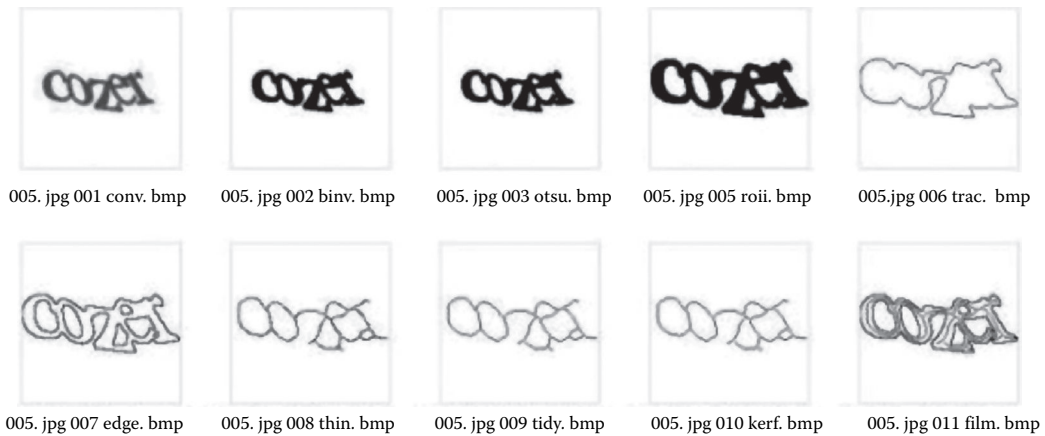 005. jpg 001 conv. bmp 005. jpg 002 binv. bmp 005. jpg 003 otsu. bmp 005. jpg 005 roii. bmp 005.jpg 006 trac. bmp
005. jpg 007 edge. bmp 005. jpg 008 thin. bmp 005. jpg 009 tidy. bmp 005. jpg 010 kerf. bmp 005. jpg 011 film. bmp